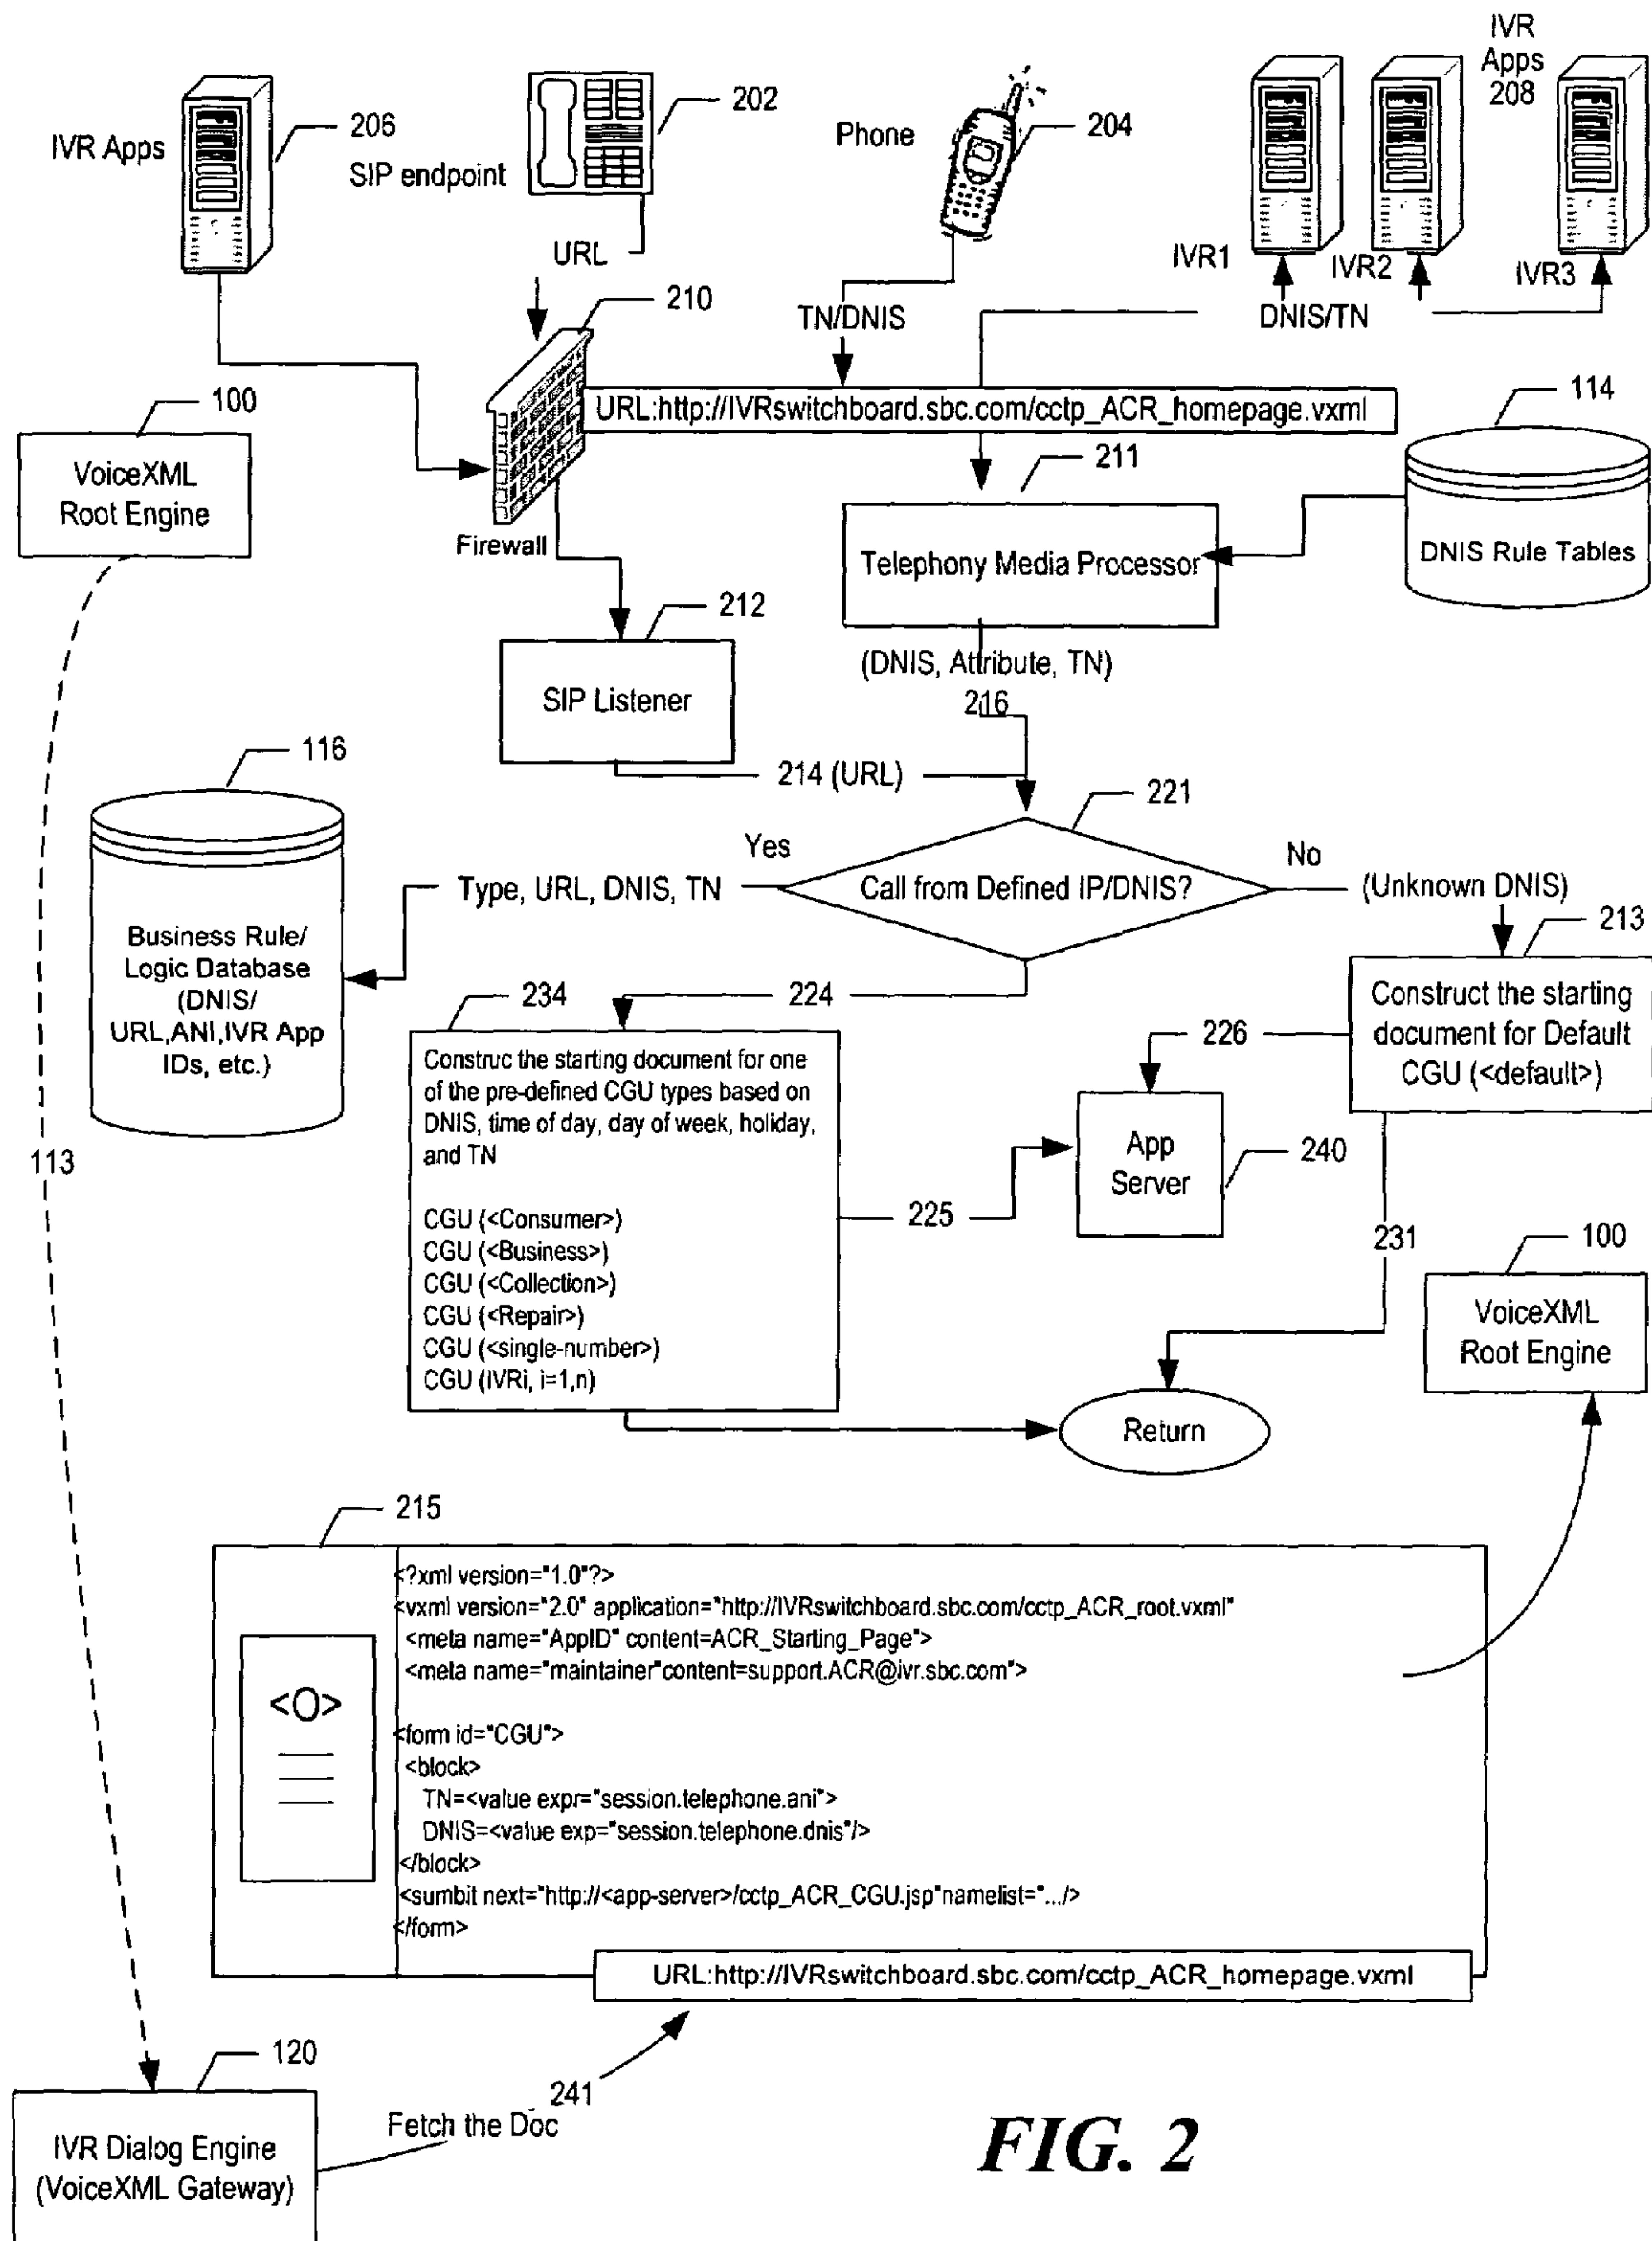 IVR
Apps
208
202
206
IVR Apps
SIP endpoint
Phone
204
URL
IVR1
IVR2
IVR3
210
TN/DNIS
DNIS/TN
100
URL:http://IVRswitchboard.sbc.com/cctp_ACR_homepage.vxml
114
VoiceXML
Root Engine
211
Firewall
Telephony Media Processor
DNIS Rule Tables
212
(DNIS, Attribute, TN)
SIP Listener
216
116
214 (URL)
221
Yes
No
Type, URL, DNIS, TN
Call from Defined IP/DNIS?
(Unknown DNIS)
213
Business Rule/
Logic Database
(DNIS/
URL,ANI,IVR App
IDs, etc.)
234
224
Construct the starting
document for Default
CGU (<default>)
226
Construc the starting document for one
of the pre-defined CGU types based on
DNIS, time of day, day of week, holiday,
and TN
113
App
Server
240
CGU (<Consumer>)
CGU (<Business>)
CGU (<Collection>)
CGU (<Repair>)
CGU (<single-number>)
CGU (IVRi, i=1,n)
225
231
100
VoiceXML
Root Engine
Return
215
<?xml version="1.0"?>
<vxml version="2.0" application="http://IVRswitchboard.sbc.com/cctp_ACR_root.vxml"
<meta name="AppID" content=ACR_Starting_Page">
<meta name="maintainer"content=support.ACR@ivr.sbc.com">
<O>
<form id="CGU">
<block>
TN=<value expr="session.telephone.ani">
DNIS=<value exp="session.telephone.dnis"/>
</block>
<sumbit next="http://<app-server>/cctp_ACR_CGU.jsp"namelist=".../>
</form>
URL:http://IVRswitchboard.sbc.com/cctp_ACR_homepage.vxml
120
241
Fetch the Doc
IVR Dialog Engine
(VoiceXML Gateway)
FIG. 2